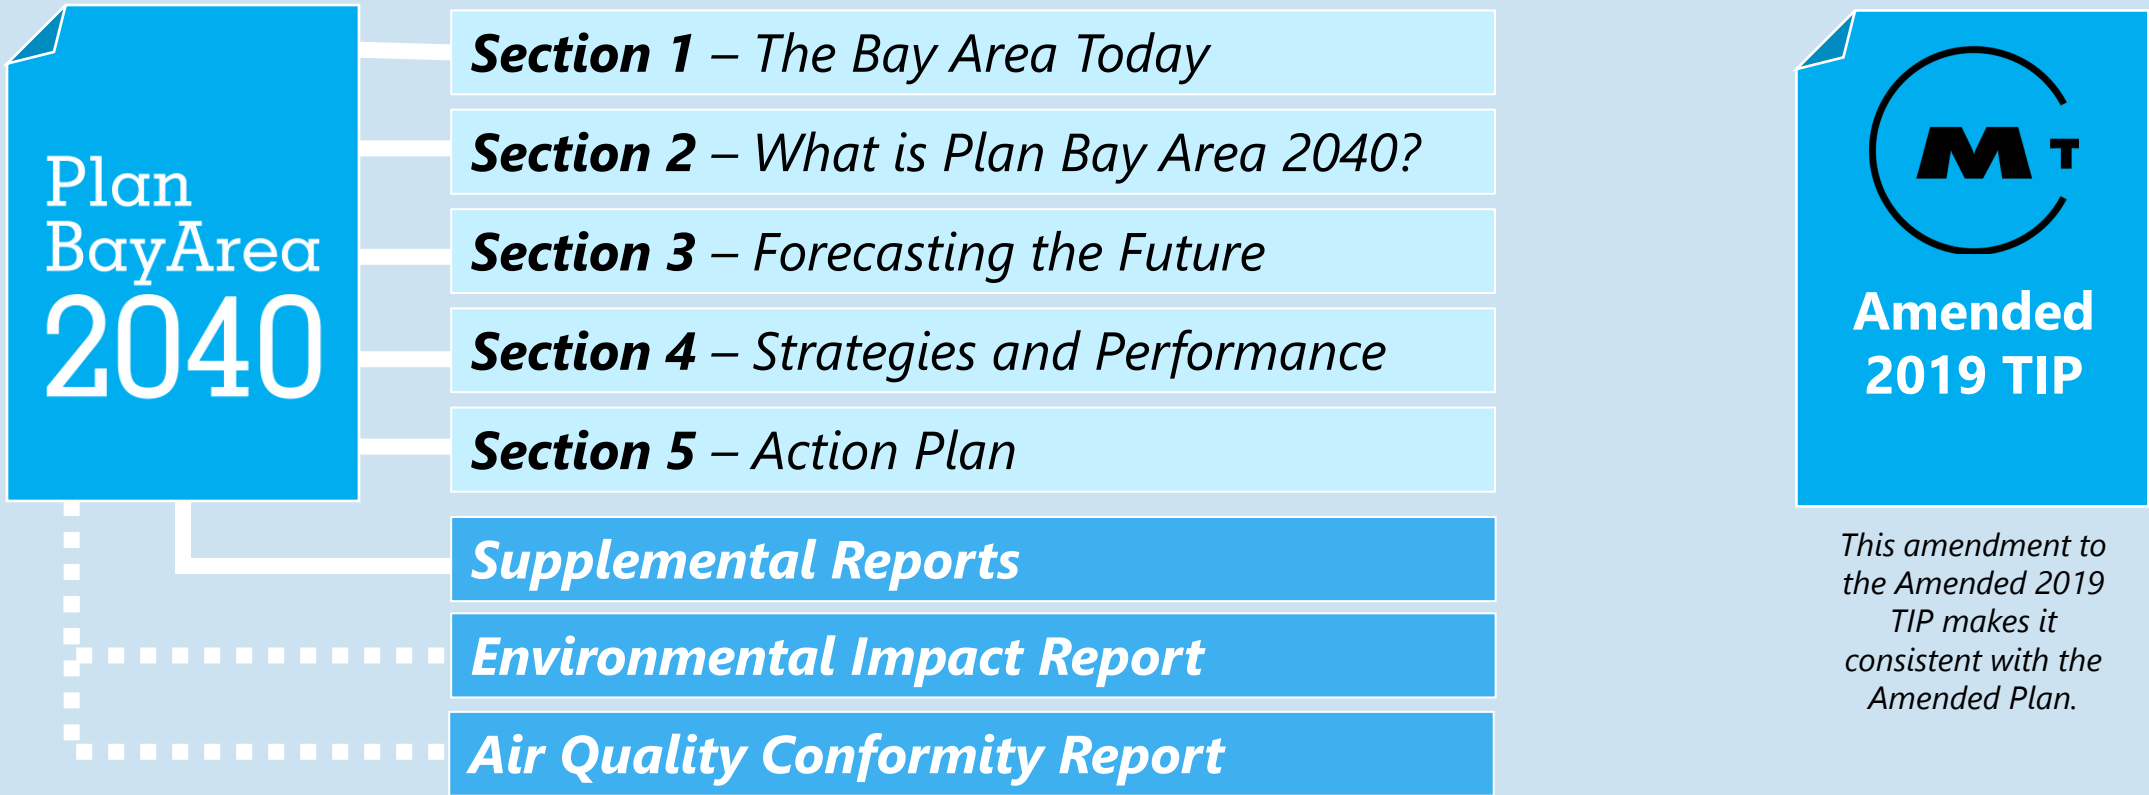 Plan
BayArea
2040
Section 1 – The Bay Area Today
Section 2 – What is Plan Bay Area 2040?
Section 3 – Forecasting the Future
Section 4 – Strategies and Performance
Section 5 – Action Plan
Supplemental Reports
Environmental Impact Report
Air Quality Conformity Report
M T
Amended
2019 TIP
This amendment to
the Amended 2019
TIP makes it
consistent with the
Amended Plan.